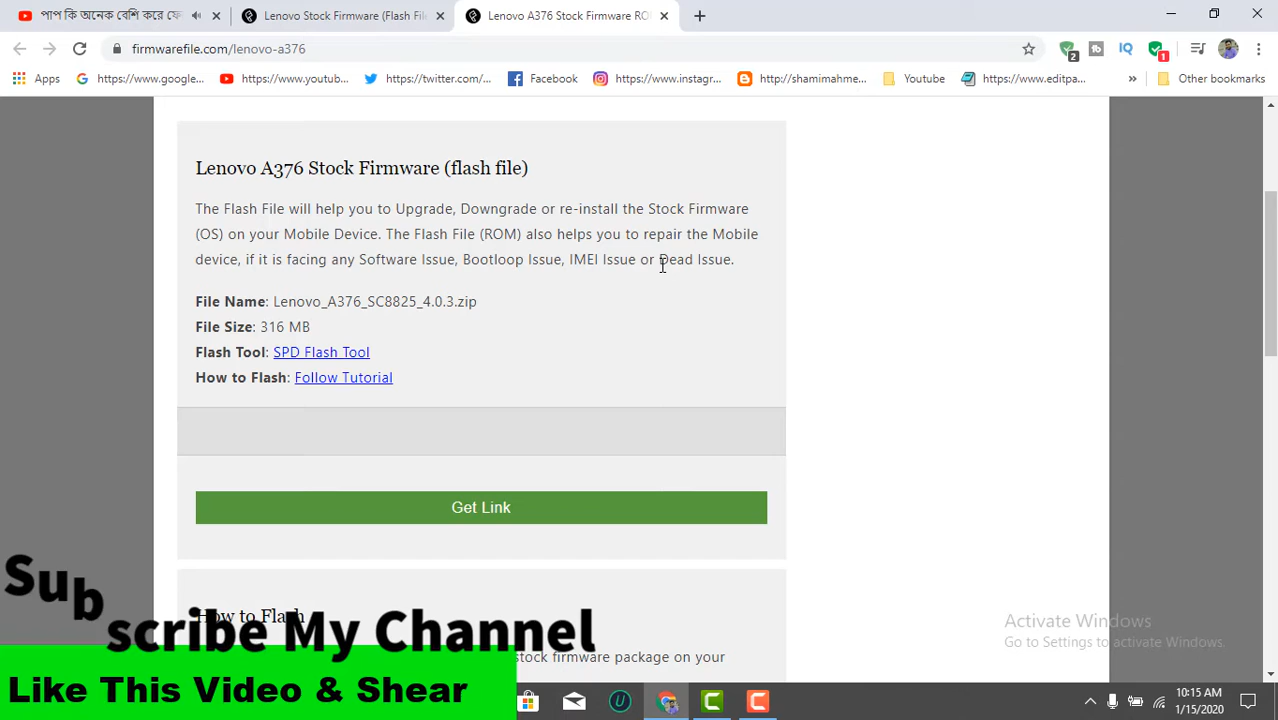 পাপ কি অনেক বেশি করে ফে
Lenovo Stock Firmware (Flash File
Lenovo A376 Stock Firmware RO
firmwarefile.com/lenovo-a376
2
IQ
1
Apps
https://www.google...
https://www.youtub...
https://twitter.com/...
Facebook
https://www.instagr...
http://shamimahme...
Youtube
https://www.editpa...
»
Other bookmarks
Lenovo A376 Stock Firmware (flash file)
The Flash File will help you to Upgrade, Downgrade or re-install the Stock Firmware
(OS) on your Mobile Device. The Flash File (ROM) also helps you to repair the Mobile
device, if it is facing any Software Issue, Bootloop Issue, IMEI Issue or Dead Issue.
File Name: Lenovo_A376_SC8825_4.0.3.zip
File Size: 316 MB
Flash Tool: SPD Flash Tool
How to Flash: Follow Tutorial
Get Link
How to Flash
stock firmware package on your
Subscribe My Channel
Like This Video & Shear
Activate Windows
Go to Settings to activate Windows.
10:15 AM
1/15/2020